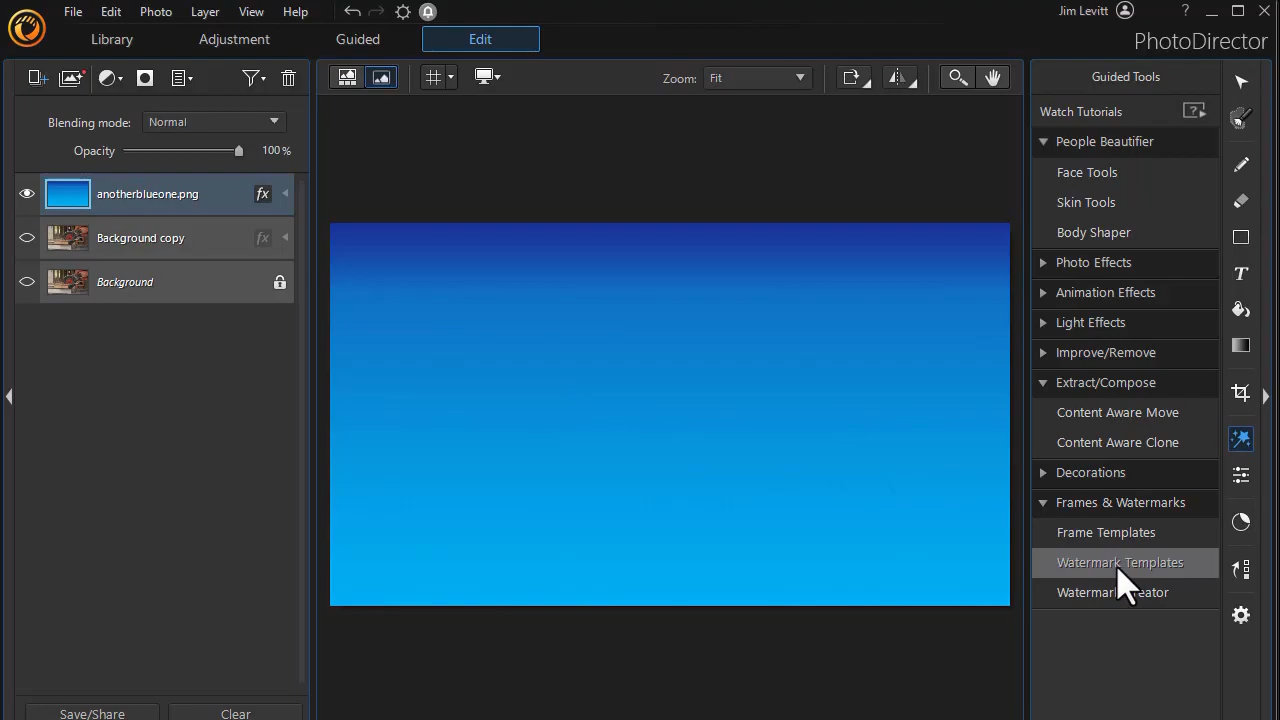 File Edit Photo Layer View Help
Jim Levitt ?
Library Adjustment Guided Edit
PhotoDirector
Zoom: Fit
Guided Tools
Watch Tutorials
Blending mode: Normal
Opacity 100 %
anotherblueone.png fx
Background copy fx
Background
People Beautifier
Face Tools
Skin Tools
Body Shaper
Photo Effects
Animation Effects
Light Effects
Improve/Remove
Extract/Compose
Content Aware Move
Content Aware Clone
Decorations
Frames & Watermarks
Frame Templates
Watermark Templates
T
Save/Share Clear